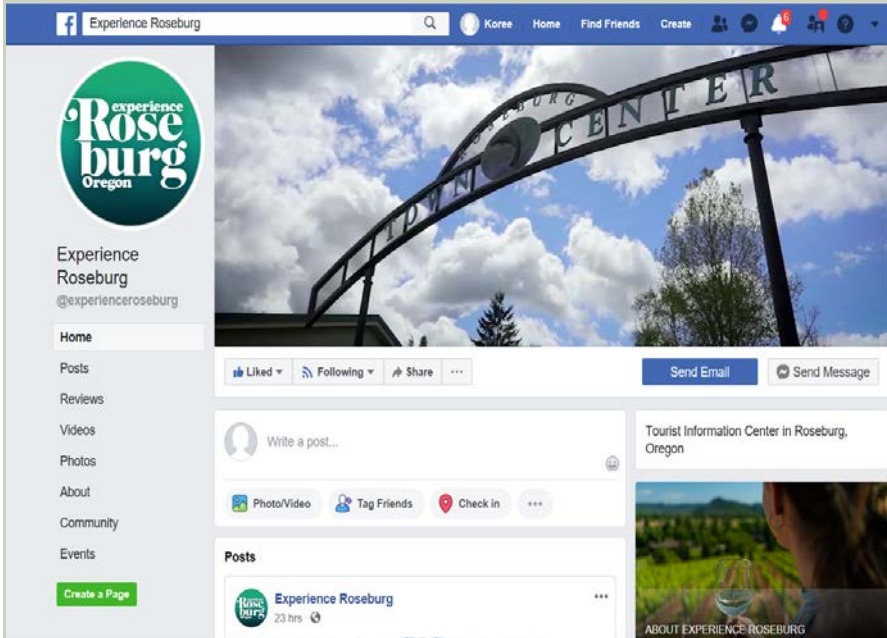 Experience Roseburg
Koree
Home
Find Friends
Create
6
experience
Rose
burg
Oregon
ROSEBURG
TOWN CENTER
Experience
Roseburg
@experienceroseburg
Home
Posts
Reviews
Videos
Photos
About
Community
Events
Create a Page
Liked
Following
Share
Send Email
Send Message
Write a post...
Photo/Video
Tag Friends
Check in
Tourist Information Center in Roseburg,
Oregon
Posts
experience
Rose
burg
Experience Roseburg
23 hrs
ABOUT EXPERIENCE ROSEBURG